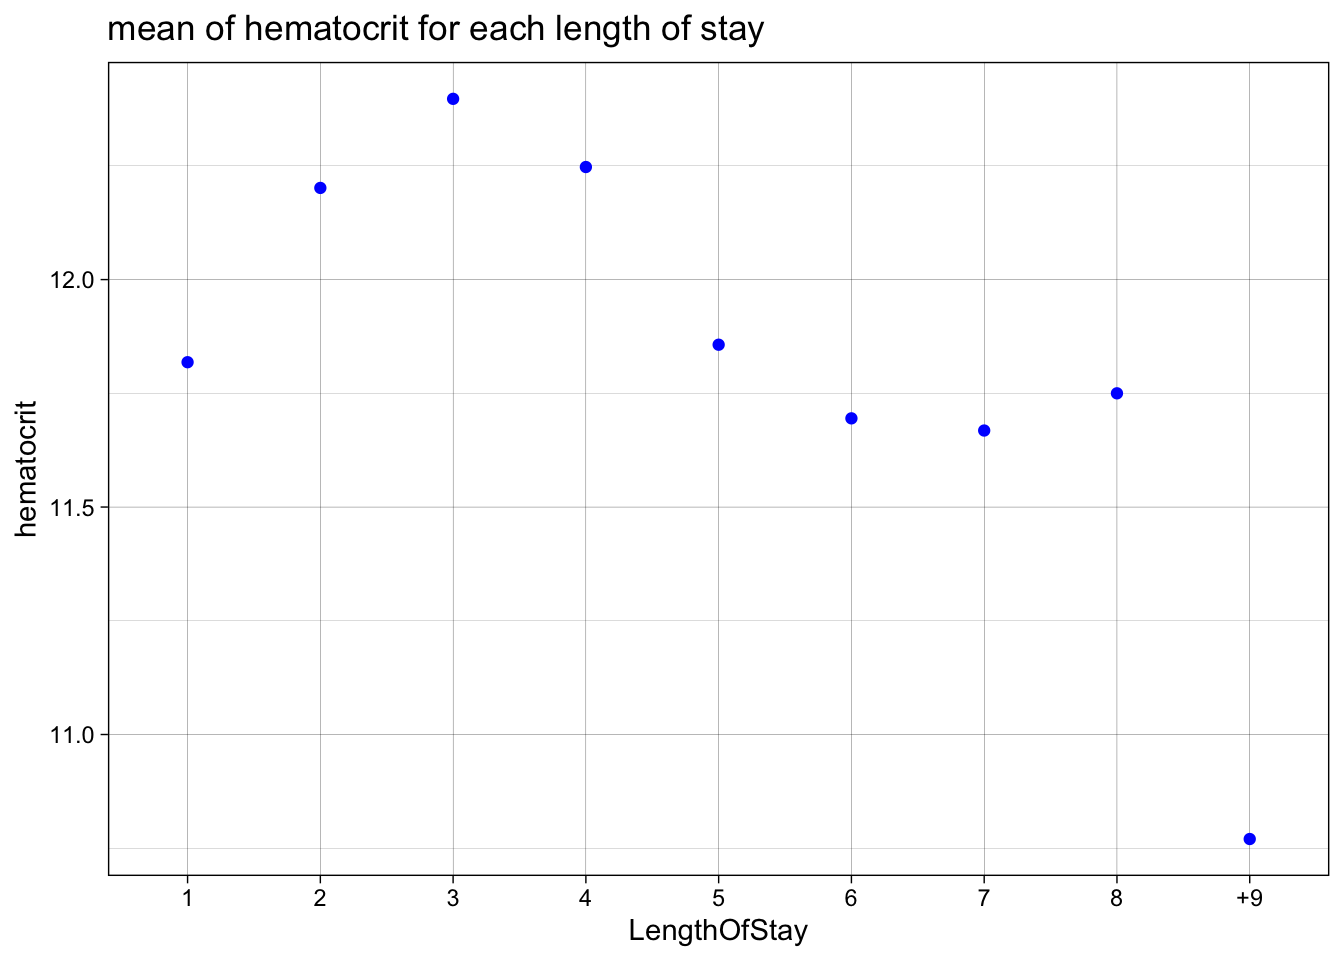 mean of hematocrit for each length of stay
hematocrit
12.0
11.5
11.0
1 2 3 4 5 6 7 8 +9
LengthOfStay